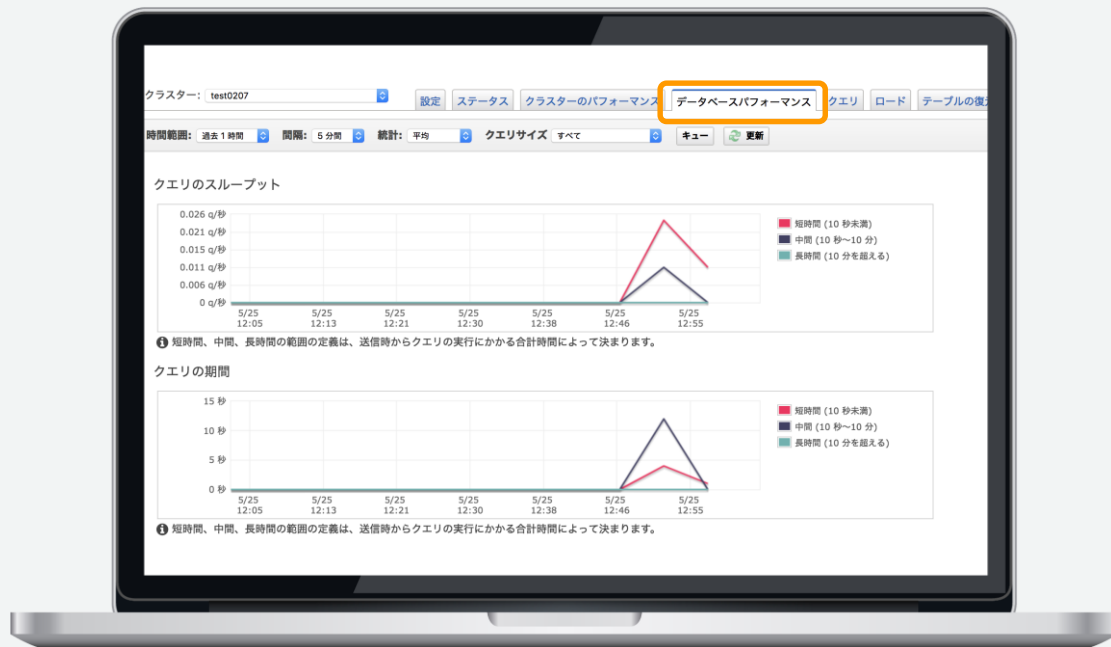 クラスター: test0207
設定 ステータス クラスターのパフォーマンス データベースパフォーマンス クエリ ロード テーブルの復
時間範囲: 過去 1 時間 間隔: 5 分間 統計: 平均 クエリサイズ すべて キュー 更新
クエリのスループット
0.026 q/秒
0.021 q/秒
0.015 q/秒
0.011 q/秒
0.006 q/秒
0 q/秒
5/25 5/25 5/25 5/25 5/25 5/25 5/25
12:05 12:13 12:21 12:30 12:38 12:46 12:55
短時間 (10 秒未満)
中間 (10 秒〜10 分)
長時間 (10 分を超える)
短時間、中間、長時間の範囲の定義は、送信時からクエリの実行にかかる合計時間によって決まります。
クエリの期間
15 秒
10 秒
5 秒
0 秒
5/25 5/25 5/25 5/25 5/25 5/25 5/25
12:05 12:13 12:21 12:30 12:38 12:46 12:55
短時間 (10 秒未満)
中間 (10 秒〜10 分)
長時間 (10 分を超える)
短時間、中間、長時間の範囲の定義は、送信時からクエリの実行にかかる合計時間によって決まります。